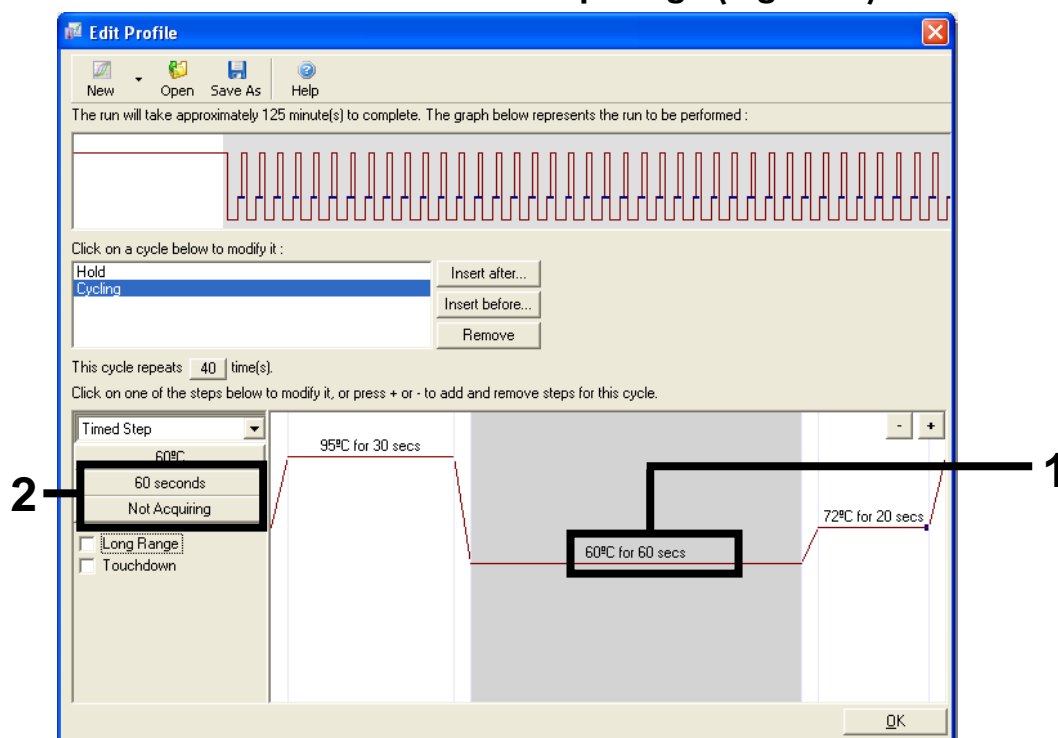 Edit Profile
New Open Save As Help
The run will take approximately 125 minute(s) to complete. The graph below represents the run to be performed :
Click on a cycle below to modify it :
Hold
Cycling
Insert after...
Insert before...
Remove
This cycle repeats 40 time(s).
Click on one of the steps below to modify it, or press + or - to add and remove steps for this cycle.
Timed Step
- +
60ºC
60 seconds
Not Acquiring
Long Range
Touchdown
95ºC for 30 secs
60ºC for 60 secs
72ºC for 20 secs
1
2
OK